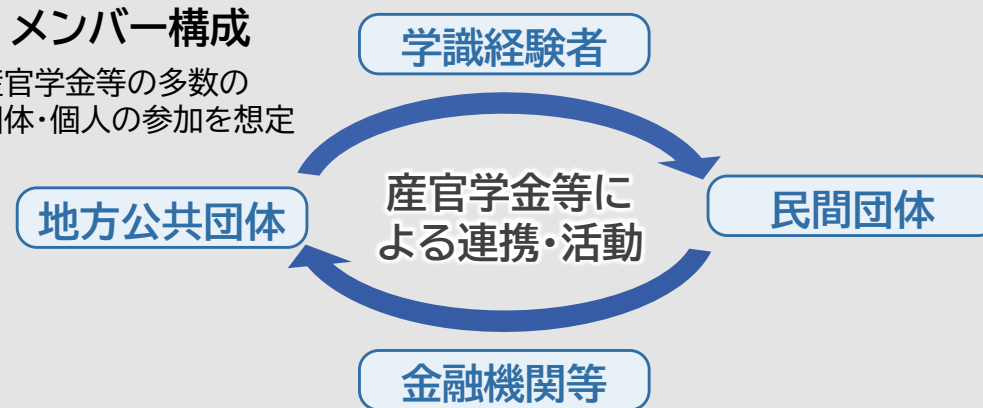 メンバー構成
産官学金等の多数の
団体・個人の参加を想定
学識経験者
地方公共団体
産官学金等に
よる連携・活動
民間団体
金融機関等